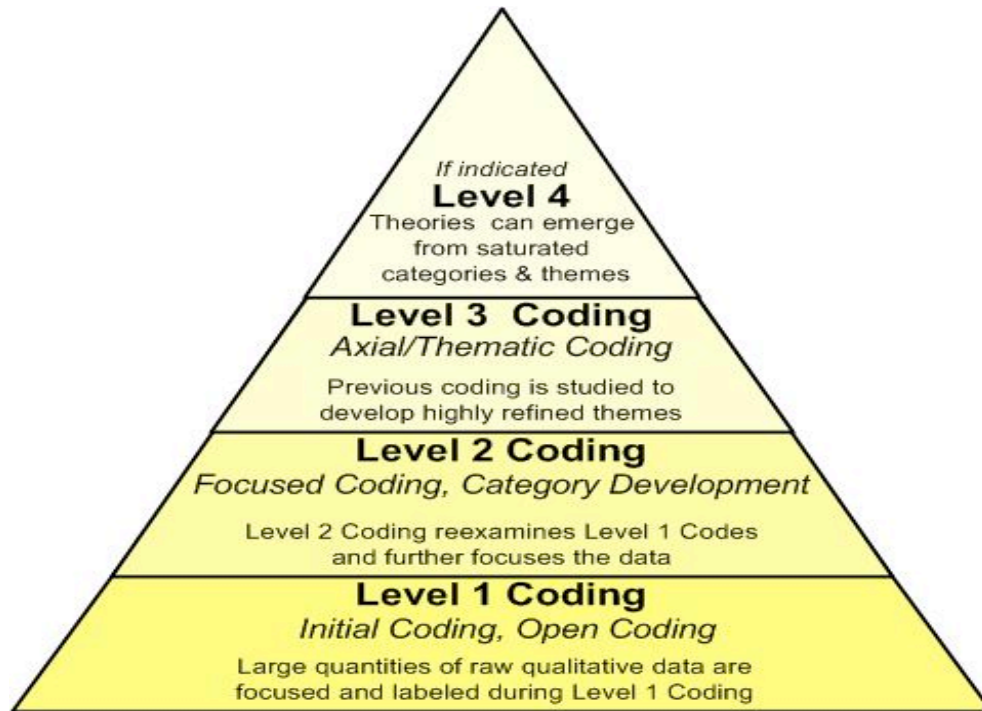 If indicated
Level 4
Theories can emerge
from saturated
categories & themes
Level 3 Coding
Axial/Thematic Coding
Previous coding is studied to
develop highly refined themes
Level 2 Coding
Focused Coding, Category Development
Level 2 Coding reexamines Level 1 Codes
and further focuses the data
Level 1 Coding
Initial Coding, Open Coding
Large quantities of raw qualitative data are
focused and labeled during Level 1 Coding